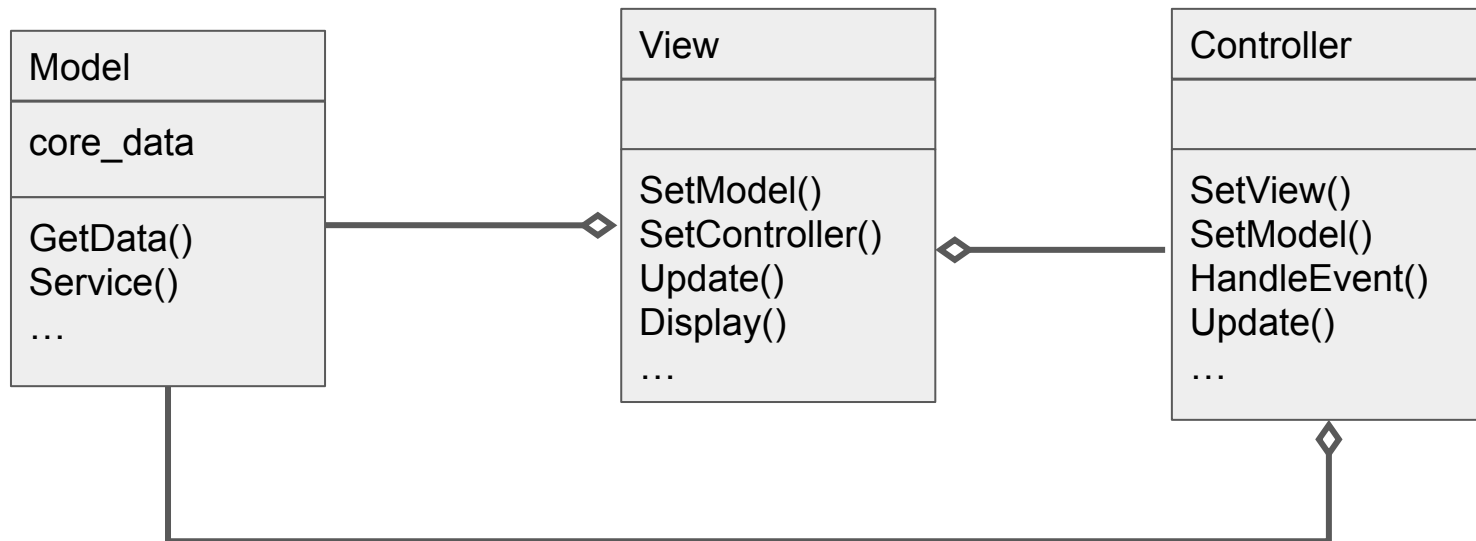 Model
core_data
GetData()
Service()
…
View
SetModel()
SetController()
Update()
Display()
…
Controller
SetView()
SetModel()
HandleEvent()
Update()
…